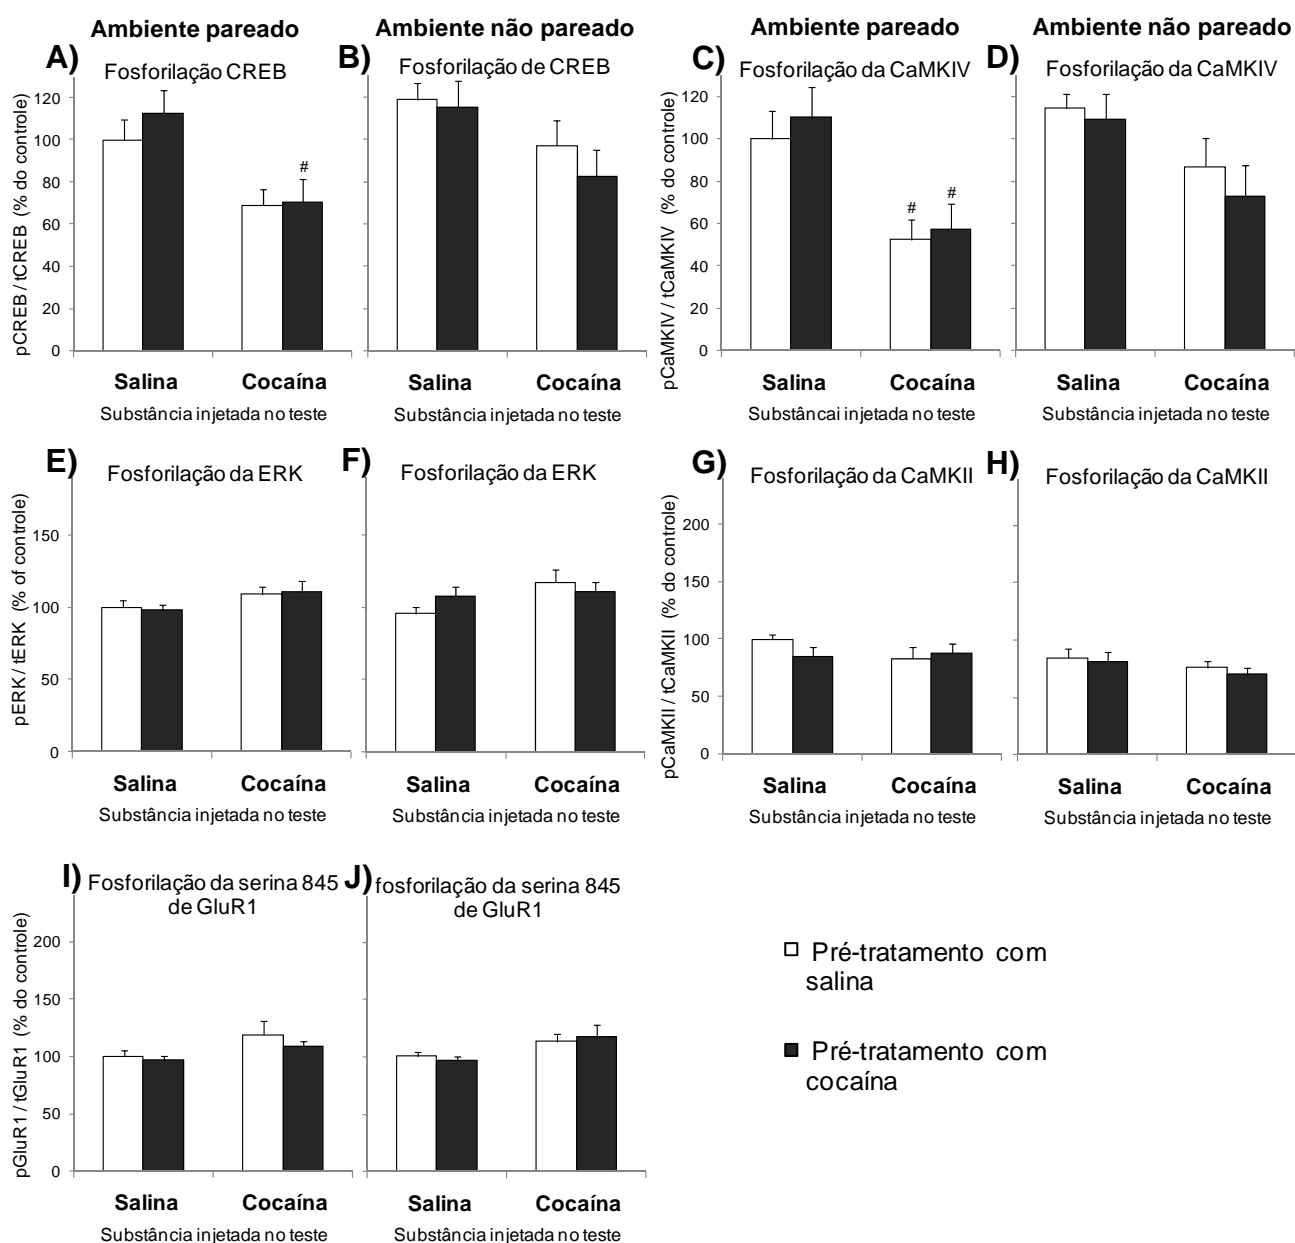 Ambiente pareado
Ambiente não pareado
Ambiente pareado
Ambiente não pareado
A)
Fosforilação CREB
B)
Fosforilação de CREB
C)
Fosforilação da CaMKIV
D)
Fosforilação da CaMKIV
pCREB / tCREB (% do controle)
120
100
80
60
40
20
0
#
Salina
Cocaína
Substância injetada no teste
Salina
Cocaína
Substância injetada no teste
pCaMKIV / tCaMKIV (% do controle)
120
100
80
60
40
20
0
#
#
Salina
Cocaína
Substâncai injetada no teste
Salina
Cocaína
Substância injetada no teste
E)
Fosforilação da ERK
F)
Fosforilação da ERK
G)
Fosforilação da CaMKII
H)
Fosforilação da CaMKII
pERK / tERK (% of controle)
150
100
50
0
Salina
Cocaína
Substância injetada no teste
Salina
Cocaína
Substância injetada no teste
pCaMKII / tCaMKII (% do controle)
200
150
100
50
0
Salina
Cocaína
Substância injetada no teste
Salina
Cocaína
Substância injetada no teste
I)
Fosforilação da serina 845
de GluR1
J)
fosforilação da serina 845
de GluR1
pGluR1 / tGluR1 (% do controle)
200
150
100
50
0
Salina
Cocaína
Substância injetada no teste
Salina
Cocaína
Substância injetada no teste
Pré-tratamento com
salina
Pré-tratamento com
cocaína